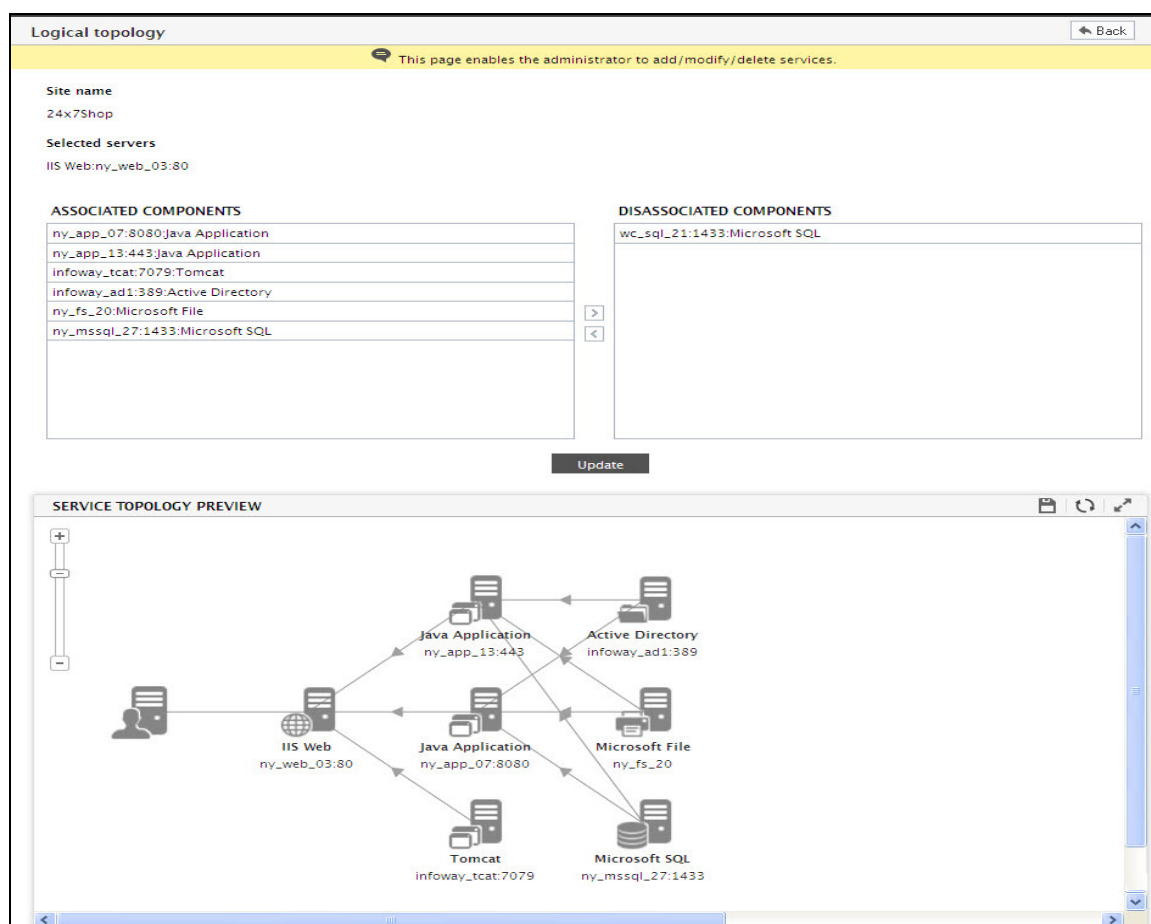 Logical topology
Back
This page enables the administrator to add/modify/delete services.
Site name
24x7Shop
Selected servers
IIS Web:ny_web_03:80
ASSOCIATED COMPONENTS
DISASSOCIATED COMPONENTS
ny_app_07:8080:Java Application
wc_sql_21:1433:Microsoft SQL
ny_app_13:443:Java Application
infoway_tcat:7079:Tomcat
infoway_ad1:389:Active Directory
ny_fs_20:Microsoft File
>
ny_mssql_27:1433:Microsoft SQL
<
Update
SERVICE TOPOLOGY PREVIEW
Java Application
Active Directory
ny_app_13:443
infoway_ad1:389
IIS Web
Java Application
Microsoft File
ny_web_03:80
ny_app_07:8080
ny_fs_20
Tomcat
Microsoft SQL
infoway_tcat:7079
ny_mssql_27:1433